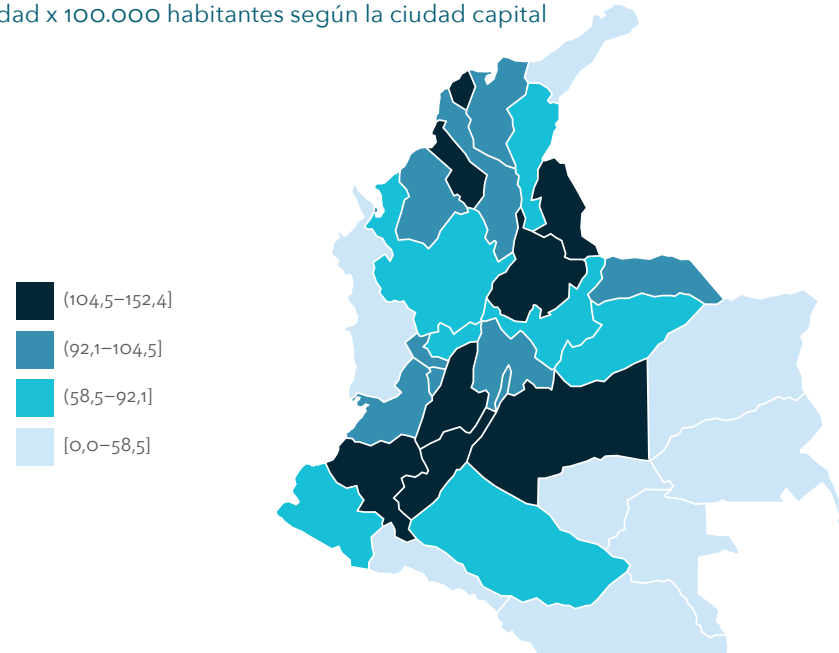 dad x 100.000 habitantes según la ciudad capital
(104,5–152,4]
(92,1–104,5]
(58,5–92,1]
[0,0–58,5]